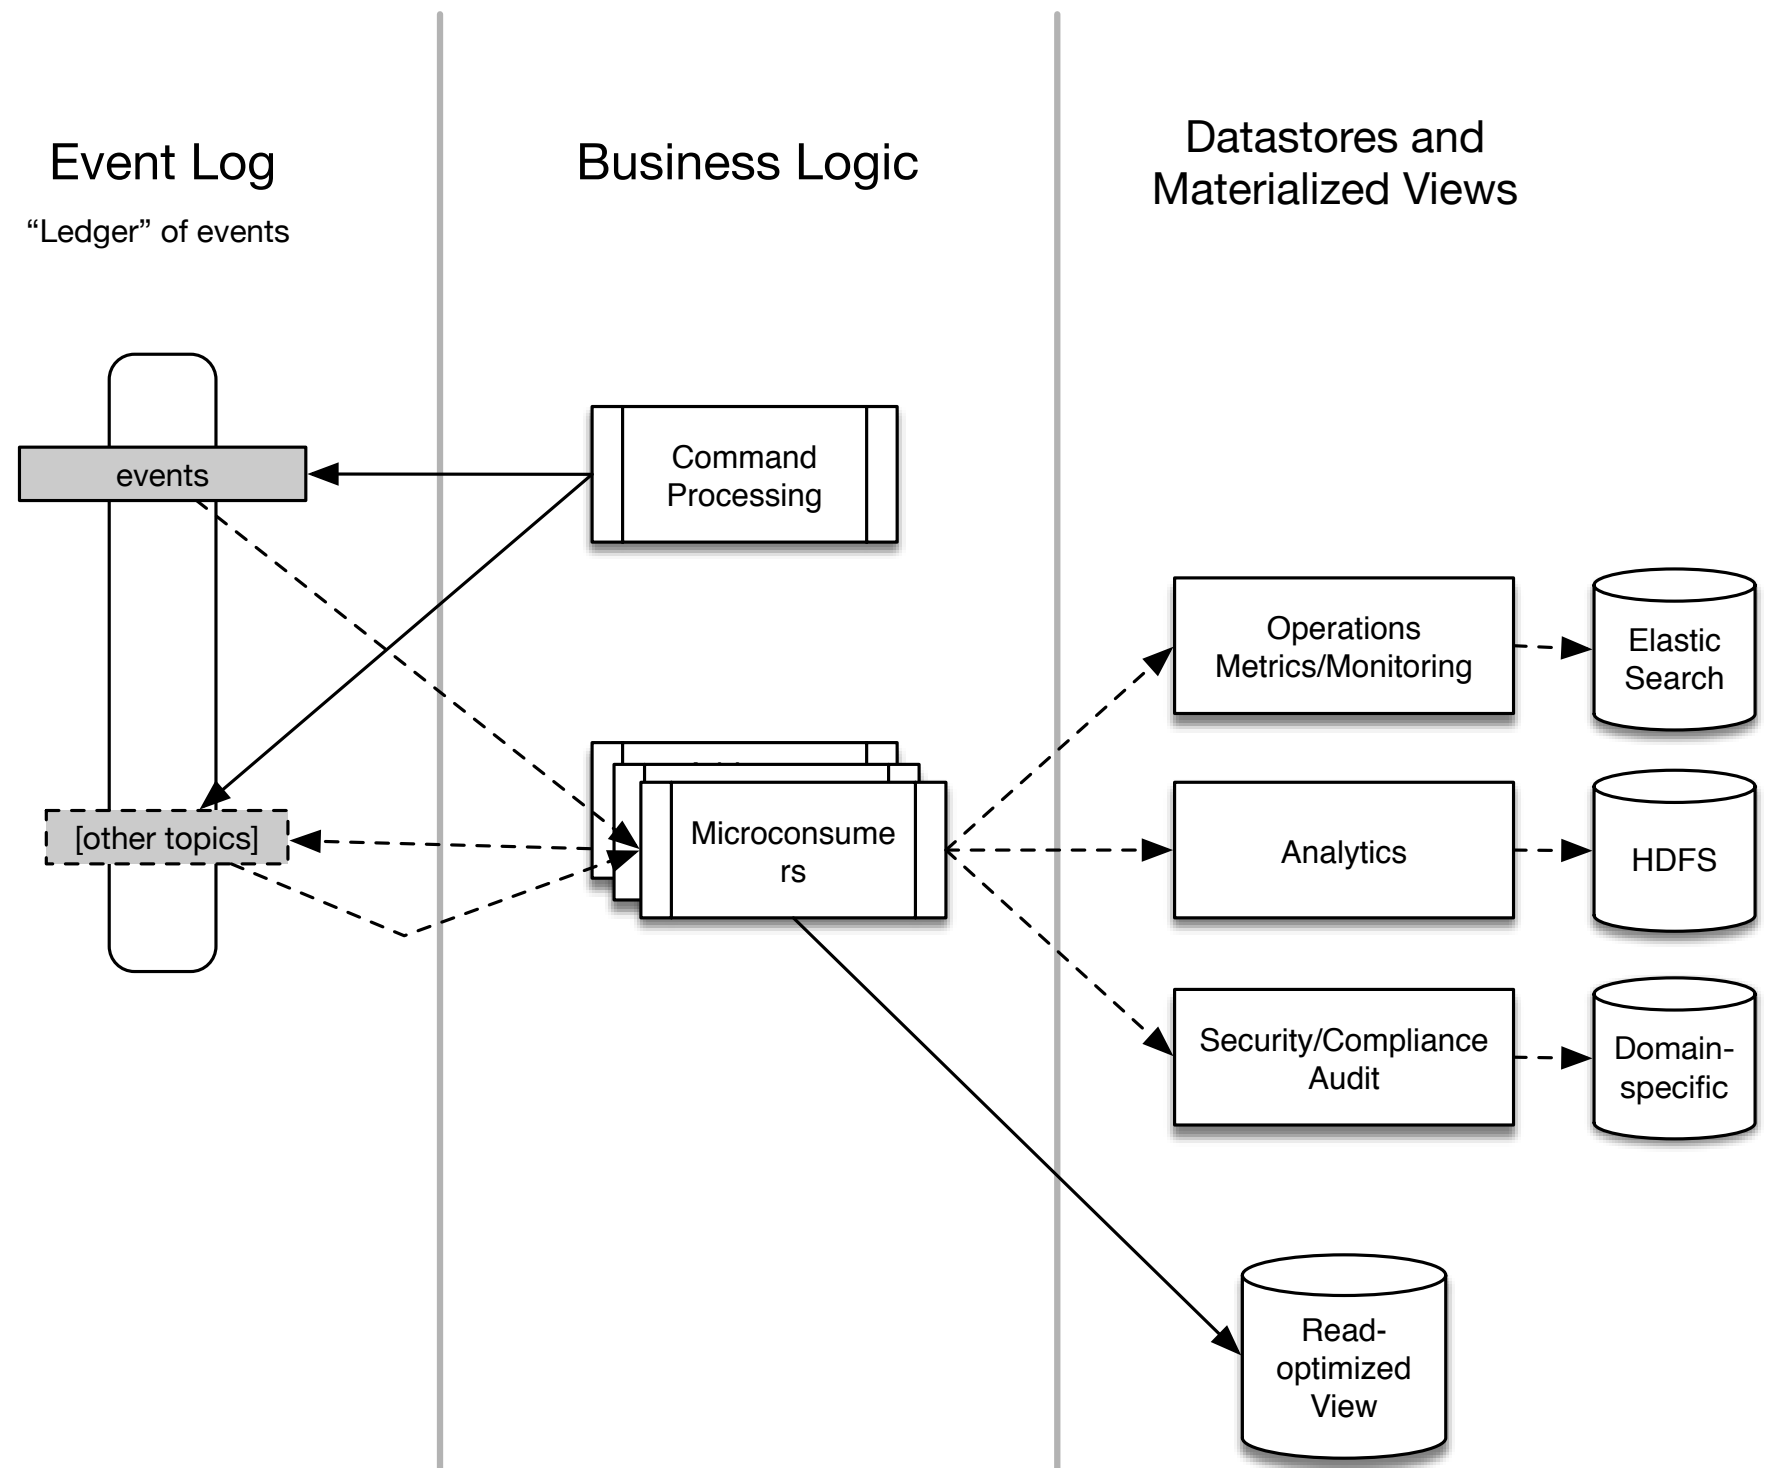 Event Log
“Ledger” of events
Business Logic
Datastores and
Materialized Views
events
[other topics]
Command
Processing
Microconsume
rs
Operations
Metrics/Monitoring
Elastic
Search
Analytics
HDFS
Security/Compliance
Audit
Domain-
specific
Read-
optimized
View